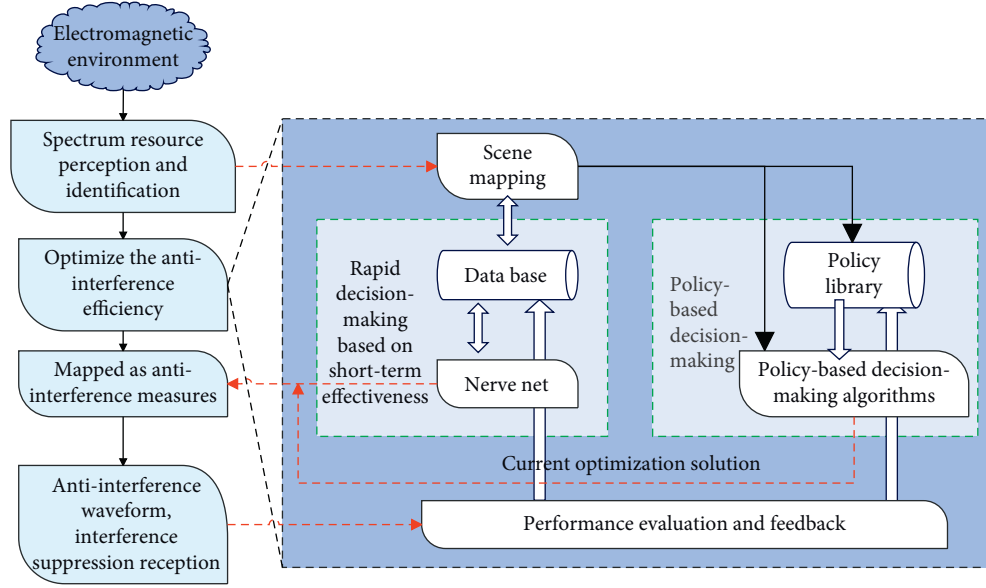 Electromagnetic
environment
Spectrum resource
perception and
identification
Optimize the anti-
interference
efficiency
Mapped as anti-
interference measures
Anti-interference
waveform,
interference
suppression reception
Scene
mapping
Rapid
decision-
making
based on
short-term
effectiveness
Data base
Nerve net
Policy-
based
decision-
making
Policy
library
Policy-based decision-
making algorithms
Current optimization solution
Performance evaluation and feedback